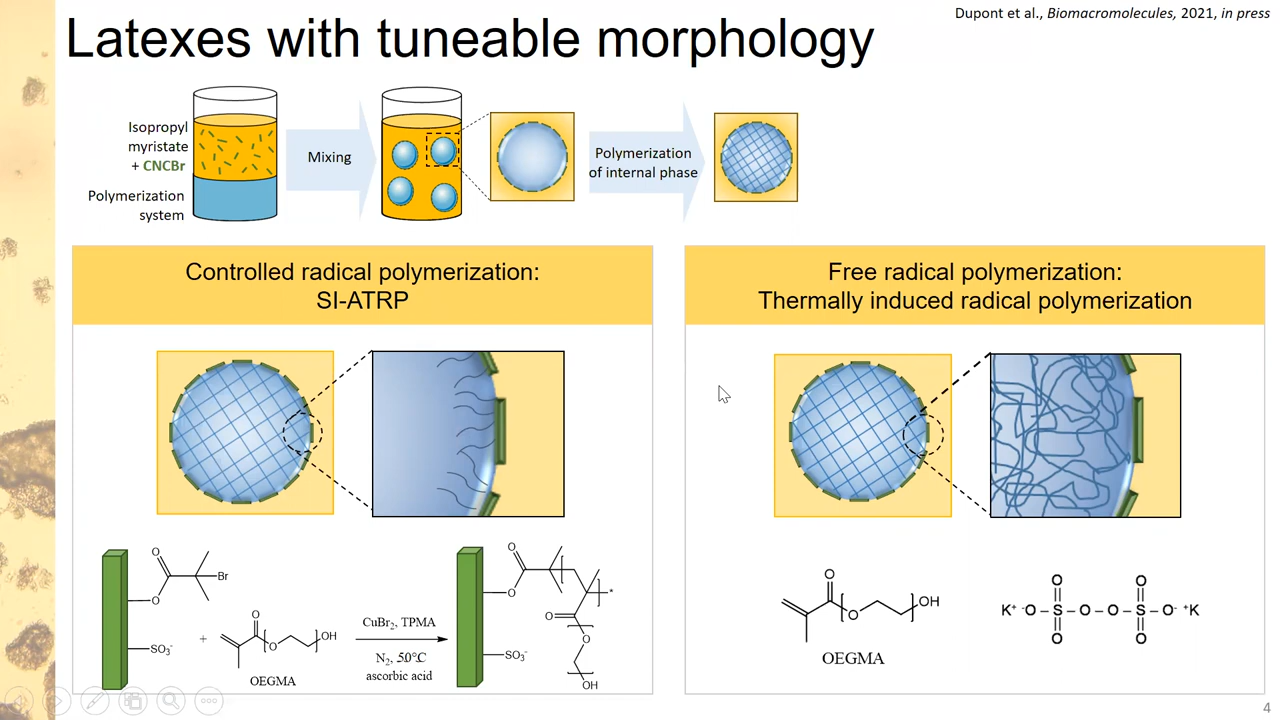 Dupont et al., Biomacromolecules, 2021, in press
Latexes with tuneable morphology
Isopropyl
myristate
+ CNCBr
Polymerization
system
Mixing
Polymerization
of internal phase
Controlled radical polymerization:
SI-ATRP
Free radical polymerization:
Thermally induced radical polymerization
O
O
Br
SO₃⁻
+
O
O
OH
OEGMA
CuBr₂, TPMA
N₂, 50°C
ascorbic acid
O
O
*
O
O
SO₃⁻
OH
O
O
OH
OEGMA
O O
K⁺ ⁻O–S–O–O–S–O⁻ ⁺K
O O
4